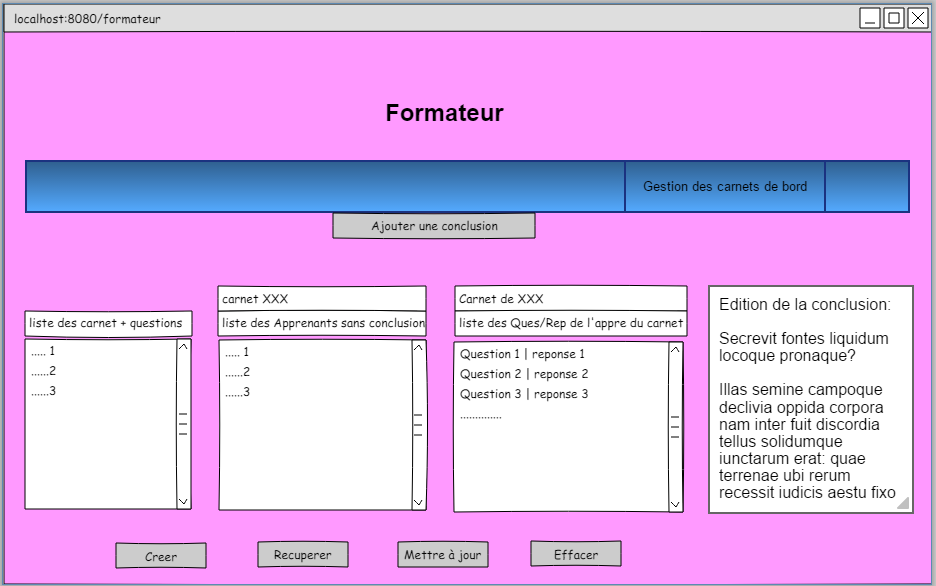 localhost:8080/formateur
Formateur
Gestion des carnets de bord
Ajouter une conclusion
liste des carnet + questions
..... 1
......2
......3
carnet XXX
liste des Apprenants sans conclusion
..... 1
......2
......3
Carnet de XXX
liste des Ques/Rep de l'appre du carnet
Question 1 | reponse 1
Question 2 | reponse 2
Question 3 | reponse 3
..............
Edition de la conclusion:
Secrevit fontes liquidum
locoque pronaque?
Illas semine campoque
declivia oppida corpora
nam inter fuit discordia
tellus solidumque
iunctarum erat: quae
terrenae ubi rerum
recessit iudicis aestu fixo
Creer
Recuperer
Mettre à jour
Effacer